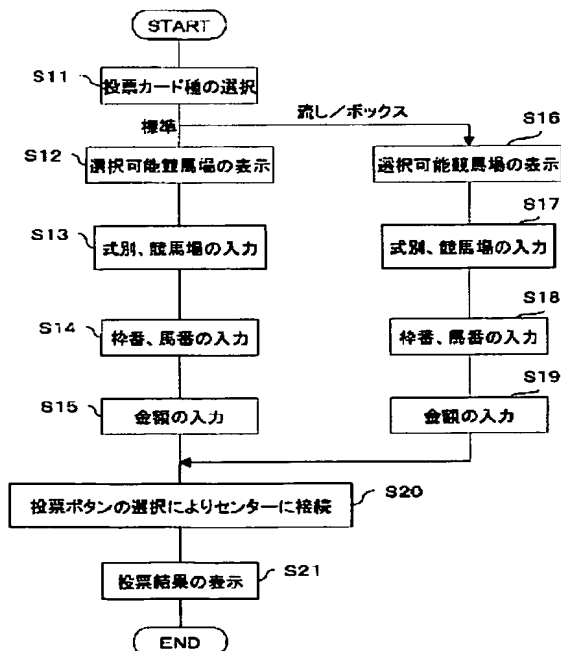 START
S11
投票カード種の選択
標準
流し／ボックス
S12
選択可能競馬場の表示
S16
選択可能競馬場の表示
S13
式別、競馬場の入力
S17
式別、競馬場の入力
S14
枠番、馬番の入力
S18
枠番、馬番の入力
S15
金額の入力
S19
金額の入力
投票ボタンの選択によりセンターに接続
S20
投票結果の表示
S21
END